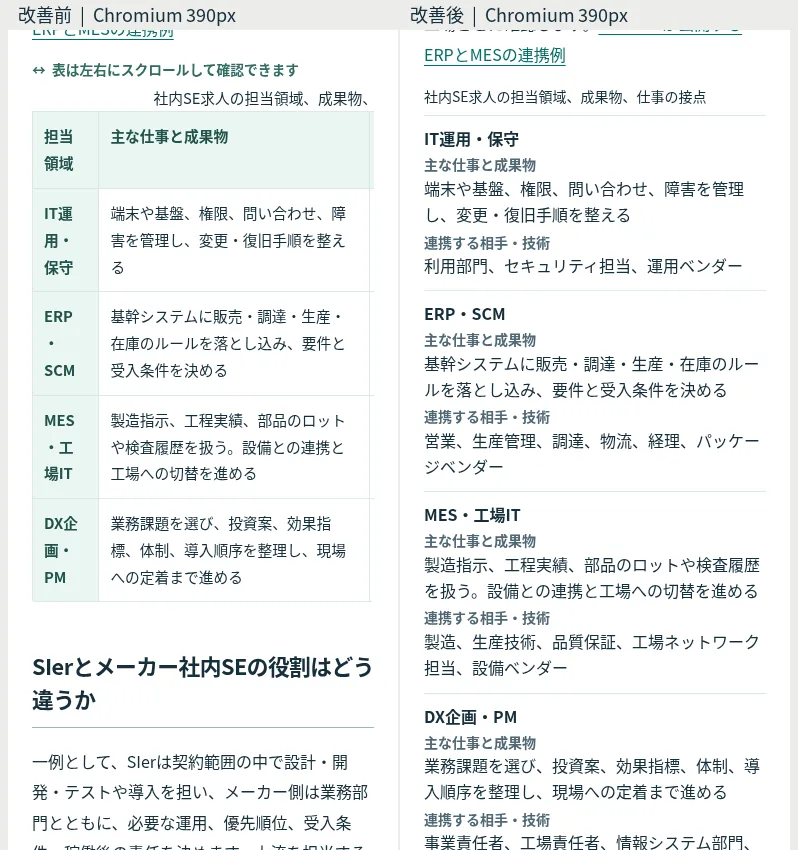 改善前｜Chromium 390px
ERPとMESの連携例
↔ 表は左右にスクロールして確認できます
社内SE求人の担当領域、成果物、
担当
領域
主な仕事と成果物
IT運
用・
保守
端末や基盤、権限、問い合わせ、障
害を管理し、変更・復旧手順を整え
る
ERP
・
SCM
基幹システムに販売・調達・生産・
在庫のルールを落とし込み、要件と
受入条件を決める
MES
・工
場IT
製造指示、工程実績、部品のロット
や検査履歴を扱う。設備との連携と
工場への切替を進める
DX企
画・
PM
業務課題を選び、投資案、効果指
標、体制、導入順序を整理し、現場
への定着まで進める
SIerとメーカー社内SEの役割はどう
違うか
一例として、SIerは契約範囲の中で設計・開
発・テストや導入を担い、メーカー側は業務部
門とともに、必要な運用、優先順位、受入条
改善後｜Chromium 390px
ERPとMESの連携例
社内SE求人の担当領域、成果物、仕事の接点
IT運用・保守
主な仕事と成果物
端末や基盤、権限、問い合わせ、障害を管理
し、変更・復旧手順を整える
連携する相手・技術
利用部門、セキュリティ担当、運用ベンダー
ERP・SCM
主な仕事と成果物
基幹システムに販売・調達・生産・在庫のルー
ルを落とし込み、要件と受入条件を決める
連携する相手・技術
営業、生産管理、調達、物流、経理、パッケー
ジベンダー
MES・工場IT
主な仕事と成果物
製造指示、工程実績、部品のロットや検査履歴
を扱う。設備との連携と工場への切替を進める
連携する相手・技術
製造、生産技術、品質保証、工場ネットワーク
担当、設備ベンダー
DX企画・PM
主な仕事と成果物
業務課題を選び、投資案、効果指標、体制、導
入順序を整理し、現場への定着まで進める
連携する相手・技術
事業責任者、工場責任者、情報システム部門、